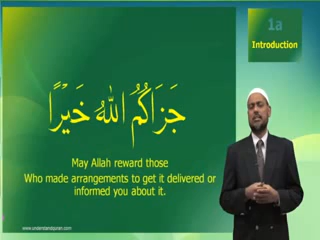 1a
Introduction
جَزَاكُمُ اللهُ خَيْرًا
May Allah reward those
Who made arrangements to get it delivered or
informed you about it.
www.understandquran.com